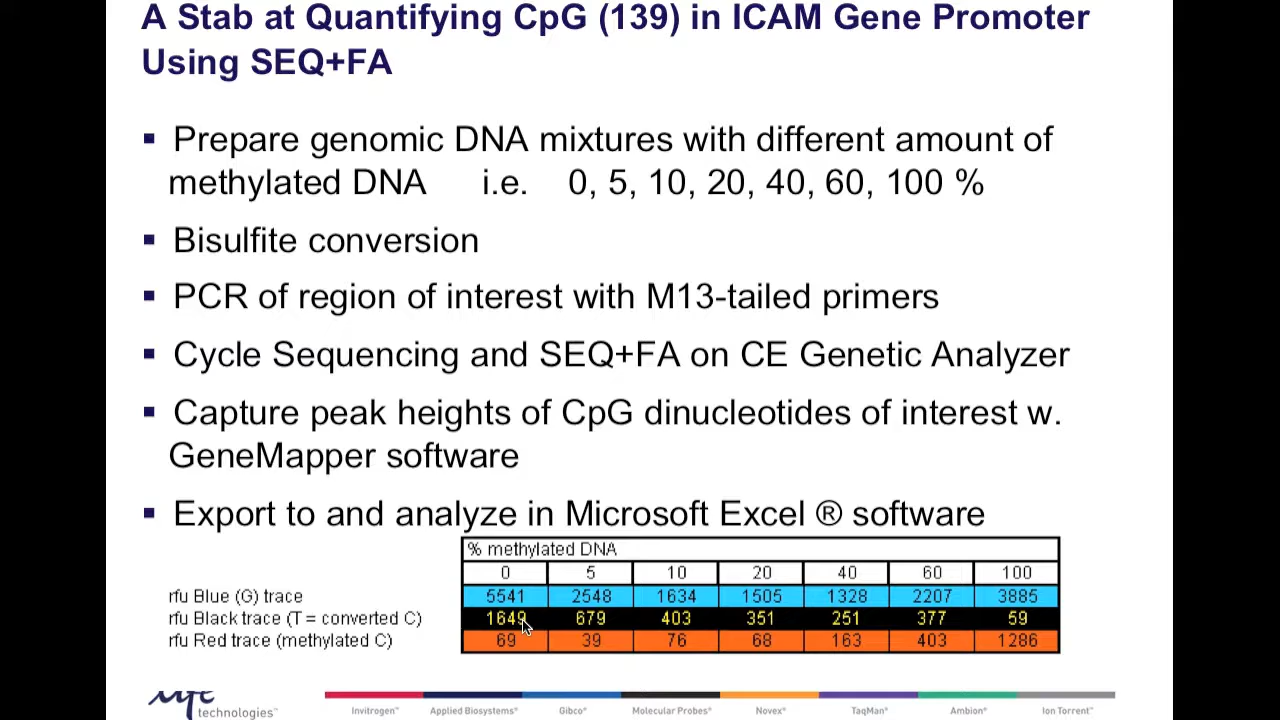 A Stab at Quantifying CpG (139) in ICAM Gene Promoter
Using SEQ+FA
▪ Prepare genomic DNA mixtures with different amount of
methylated DNA i.e. 0, 5, 10, 20, 40, 60, 100 %
▪ Bisulfite conversion
▪ PCR of region of interest with M13-tailed primers
▪ Cycle Sequencing and SEQ+FA on CE Genetic Analyzer
▪ Capture peak heights of CpG dinucleotides of interest w.
GeneMapper software
▪ Export to and analyze in Microsoft Excel ® software
% methylated DNA
0 5 10 20 40 60 100
rfu Blue (G) trace 5541 2548 1634 1505 1328 2207 3885
rfu Black trace (T = converted C) 1649 679 403 351 251 377 59
rfu Red trace (methylated C) 69 39 76 68 163 403 1286
technologies™
Invitrogen™ Applied Biosystems® Gibco® Molecular Probes® Novex® TaqMan® Ambion® Ion Torrent™